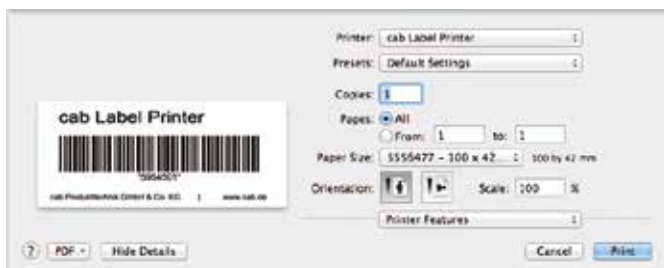 Printer: cab Label Printer
Presets: Default Settings
Copies: 1
Pages: All
From: 1 to: 1
Paper Size: 5556477 - 100 x 42... 100 by 42 mm
Orientation: Scale: 100 %
Printer Features
cab Label Printer
cab Produkttechnik GmbH & Co. KG | www.cab.de
? PDF Hide Details Cancel Print